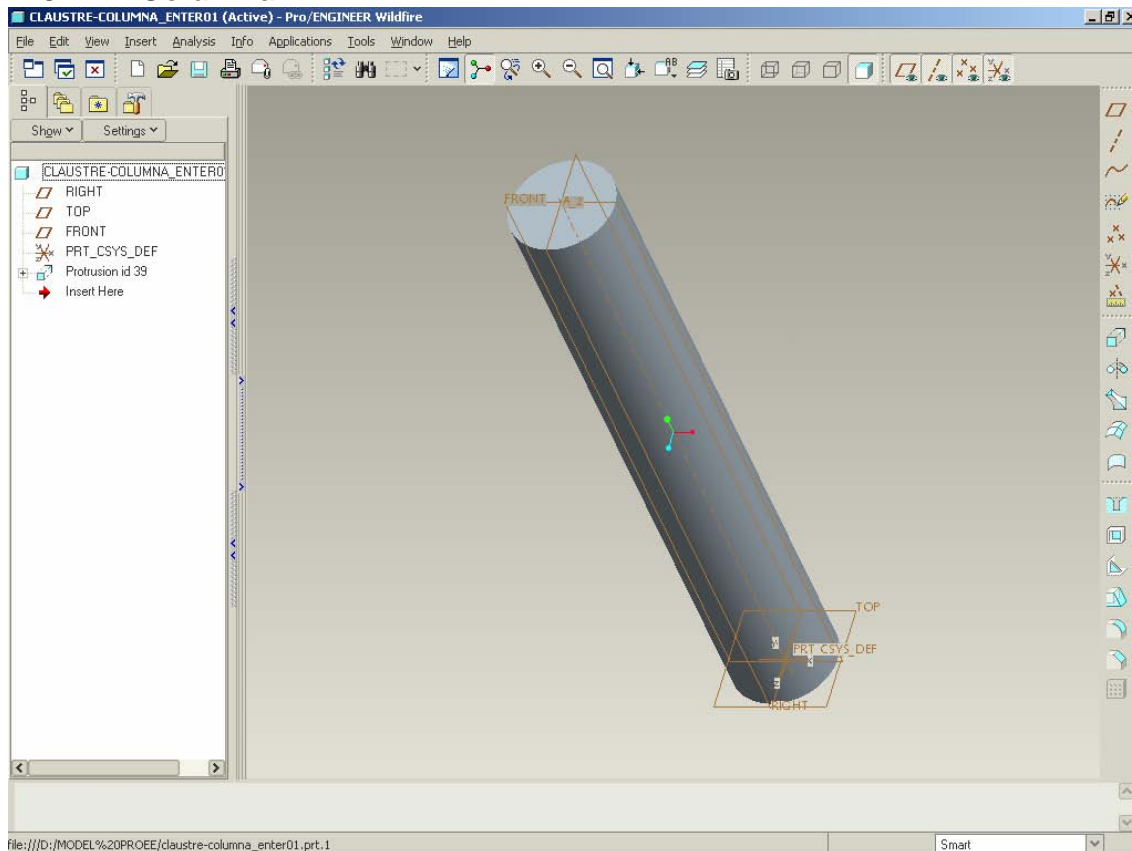 CLAUSTRE-COLUMNA_ENTER01 (Active) - Pro/ENGINEER Wildfire
File Edit View Insert Analysis Info Applications Tools Window Help
Show Settings
CLAUSTRE-COLUMNA_ENTER0
RIGHT
TOP
FRONT
PRT_CSYS_DEF
Protrusion id 39
Insert Here
FRONT A_2
TOP
PRT_CSYS_DEF
X
RIGHT
file:///D:/MODEL%20PROEE/claustre-columna_enter01.prt.1
Smart